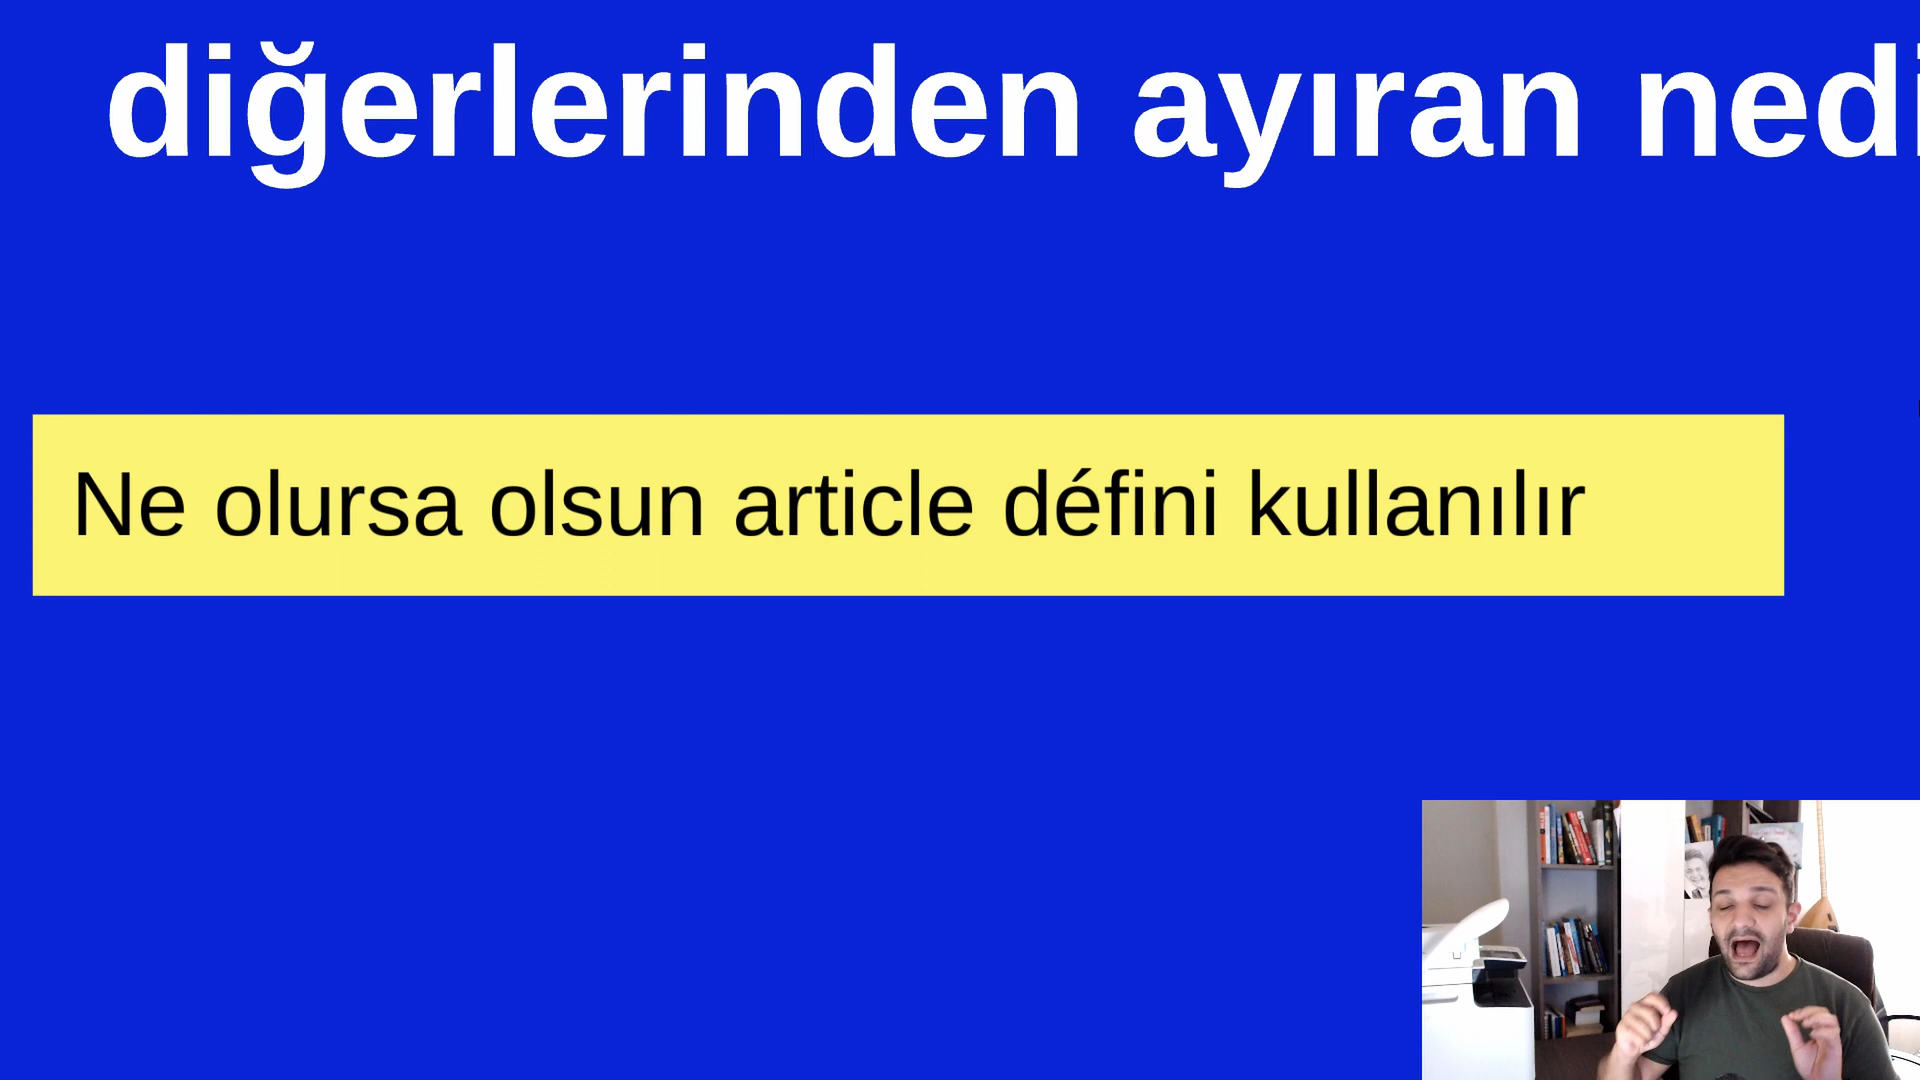 diğerlerinden ayıran nedi
Ne olursa olsun article défini kullanılır